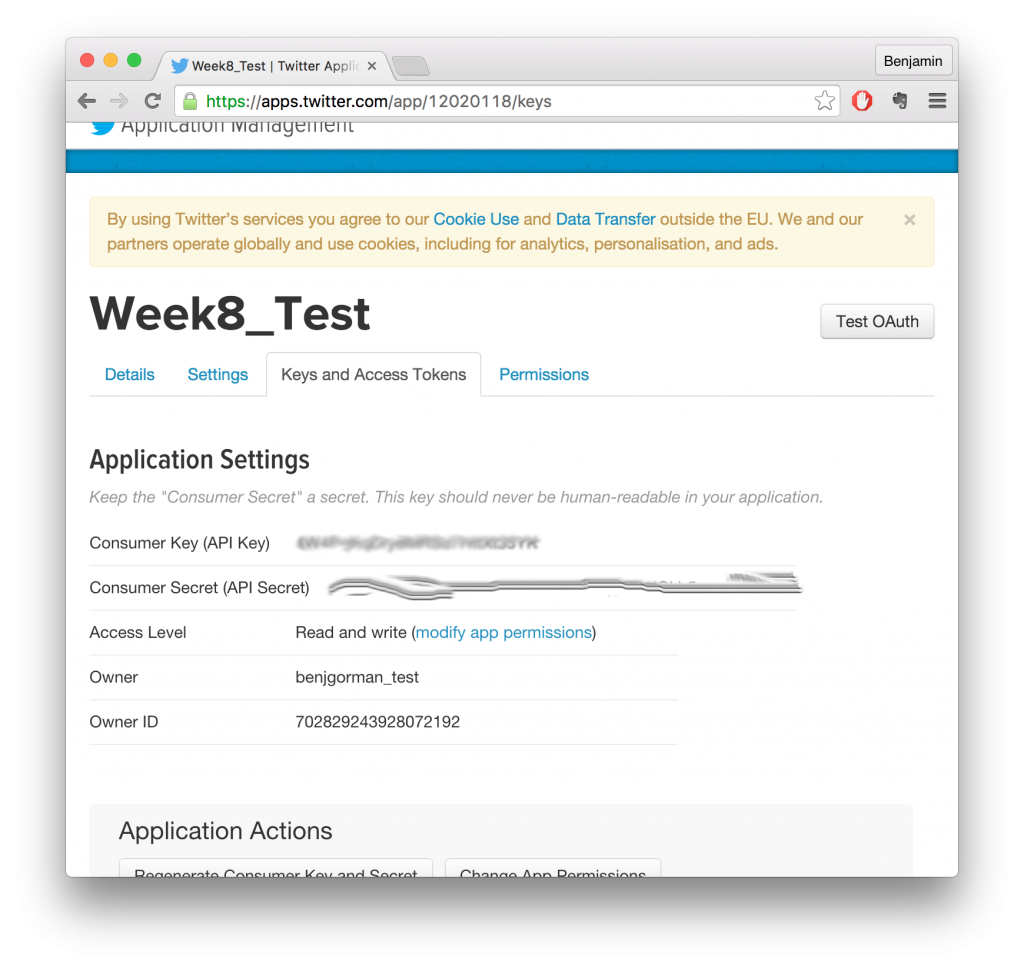 Week8_Test | Twitter Applic
Benjamin
https://apps.twitter.com/app/12020118/keys
Application Management
By using Twitter's services you agree to our Cookie Use and Data Transfer outside the EU. We and our
partners operate globally and use cookies, including for analytics, personalisation, and ads.
Week8_Test
Test OAuth
Details Settings Keys and Access Tokens Permissions
Application Settings
Keep the "Consumer Secret" a secret. This key should never be human-readable in your application.
Consumer Key (API Key)
Consumer Secret (API Secret)
Access Level Read and write (modify app permissions)
Owner benjgorman_test
Owner ID 702829243928072192
Application Actions
Regenerate Consumer Key and Secret Change App Permissions